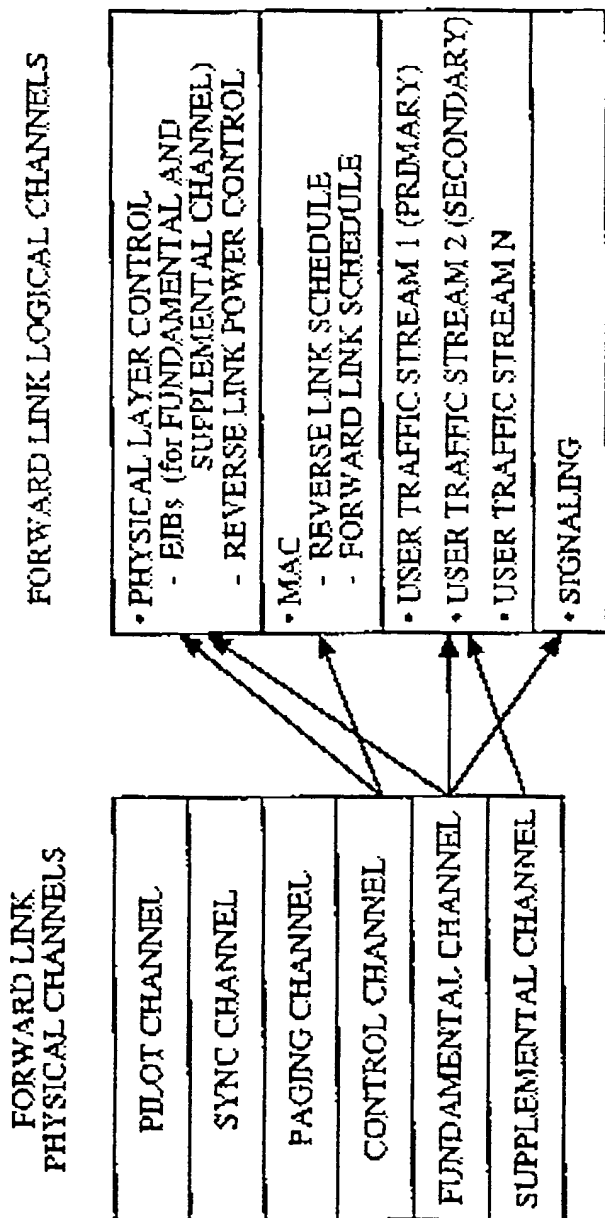 FORWARD LINK
PHYSICAL CHANNELS
PILOT CHANNEL
SYNC CHANNEL
PAGING CHANNEL
CONTROL CHANNEL
FUNDAMENTAL CHANNEL
SUPPLEMENTAL CHANNEL
FORWARD LINK LOGICAL CHANNELS
• PHYSICAL LAYER CONTROL
- EIBs (for FUNDAMENTAL AND
SUPPLEMENTAL CHANNEL)
- REVERSE LINK POWER CONTROL
• MAC
- REVERSE LINK SCHEDULE
- FORWARD LINK SCHEDULE
• USER TRAFFIC STREAM 1 (PRIMARY)
• USER TRAFFIC STREAM 2 (SECONDARY)
• USER TRAFFIC STREAM N
• SIGNALING